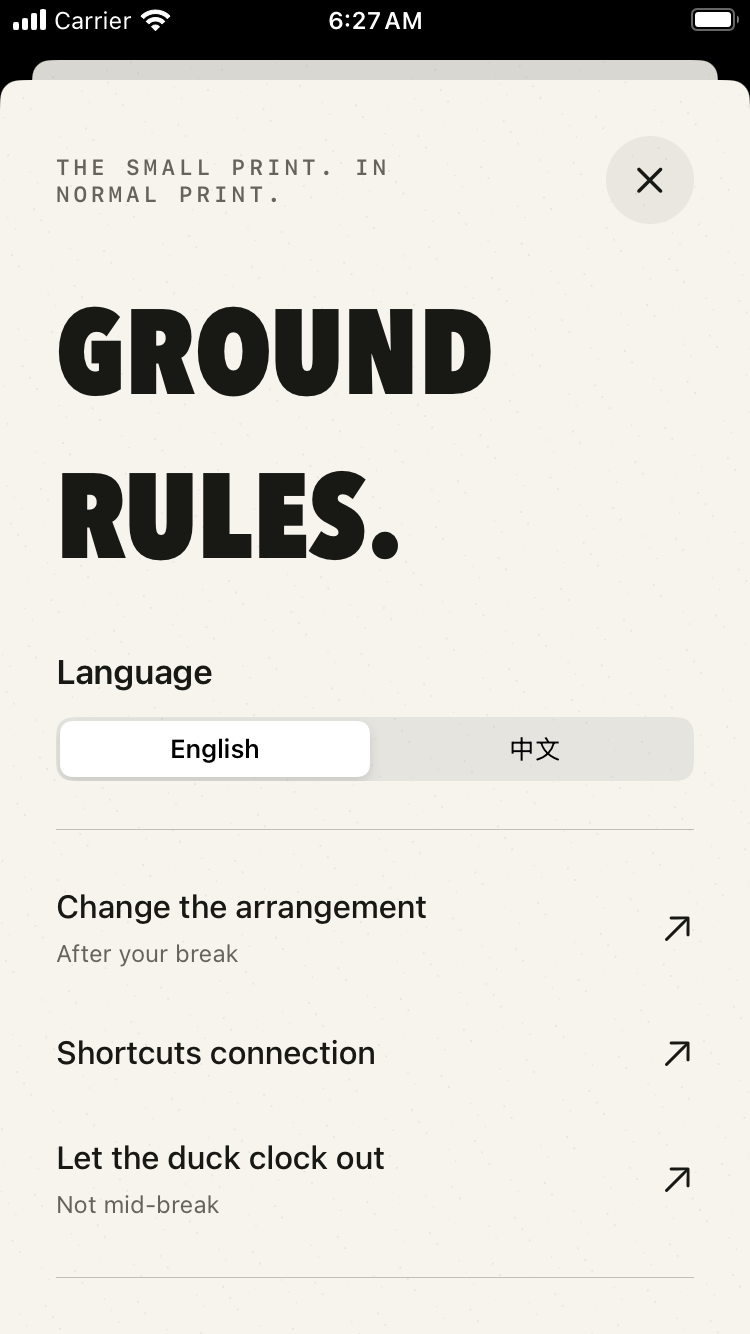 Carrier 6:27 AM
THE SMALL PRINT. IN
NORMAL PRINT.
GROUND
RULES.
Language
English 中文
Change the arrangement
After your break
Shortcuts connection
Let the duck clock out
Not mid-break